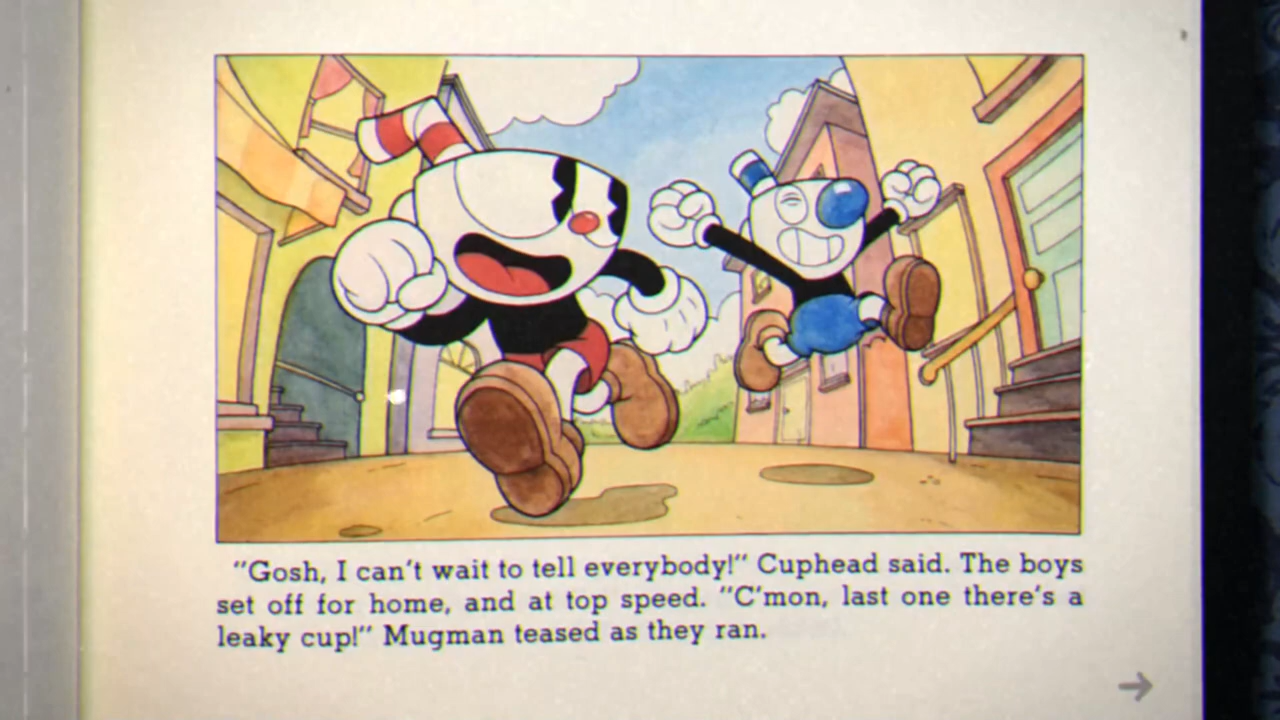 "Gosh, I can't wait to tell everybody!" Cuphead said. The boys
set off for home, and at top speed. "C'mon, last one there's a
leaky cup!" Mugman teased as they ran.